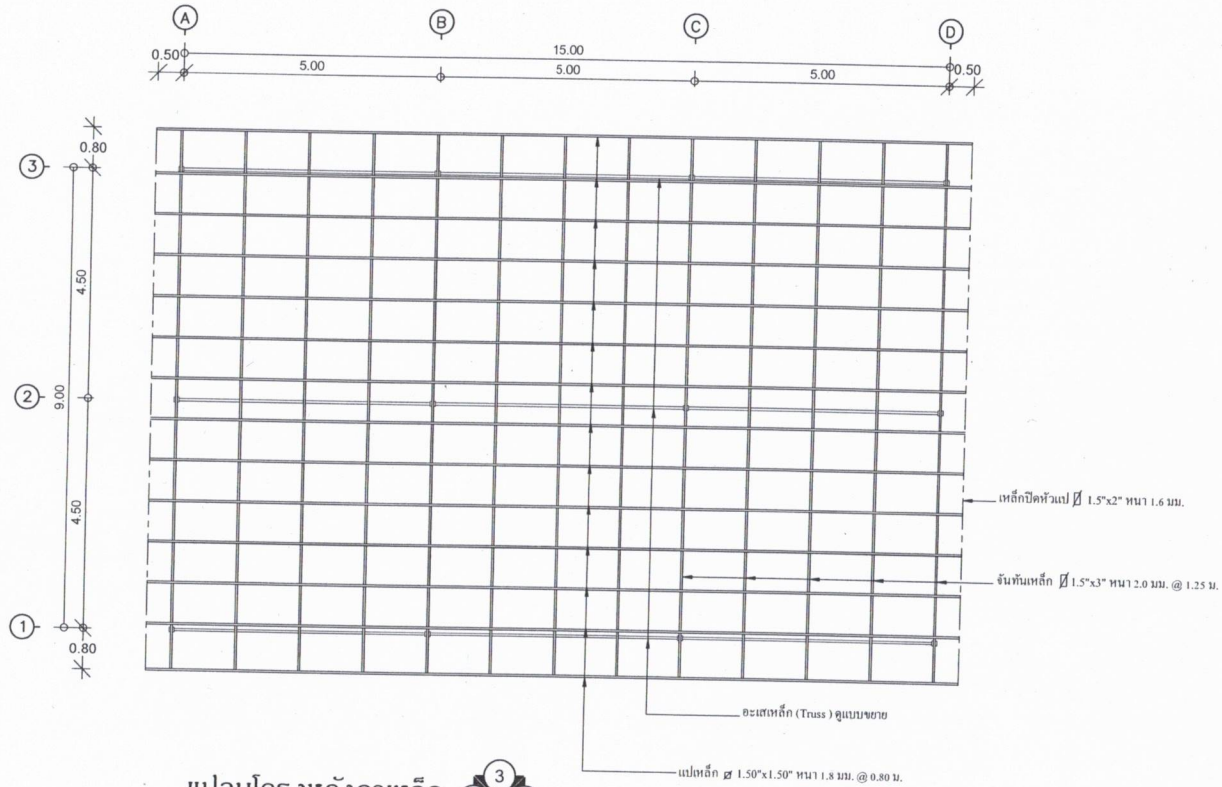 A B C D
15.00
0.50 5.00 5.00 5.00 0.50
0.80
3
4.50
9.00
2
4.50
1
0.80
เหล็กปิดหัวแป 1.5"x2" หนา 1.6 มม.
จันทันเหล็ก 1.5"x3" หนา 2.0 มม. @ 1.25 ม.
อะเสเหล็ก (Truss) ดูแบบขยาย
แปเหล็ก 1.50"x1.50" หนา 1.8 มม. @ 0.80 ม.
3